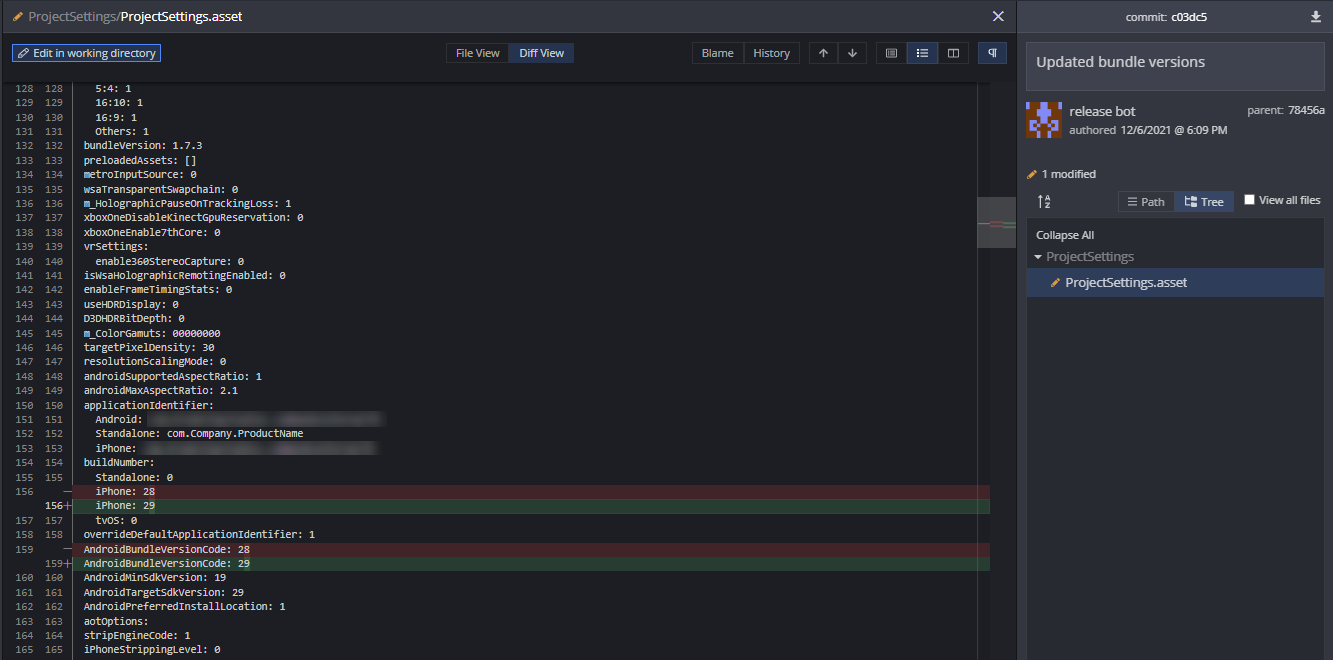 ProjectSettings/ProjectSettings.asset
Edit in working directory
File View Diff View
Blame History
128 128 5:4: 1
129 129 16:10: 1
130 130 16:9: 1
131 131 Others: 1
132 132 bundleVersion: 1.7.3
133 133 preloadedAssets: []
134 134 metroInputSource: 0
135 135 wsaTransparentSwapchain: 0
136 136 m_HolographicPauseOnTrackingLoss: 1
137 137 xboxOneDisableKinectGpuReservation: 0
138 138 xboxOneEnable7thCore: 0
139 139 vrSettings:
140 140 enable360StereoCapture: 0
141 141 isWsaHolographicRemotingEnabled: 0
142 142 enableFrameTimingStats: 0
143 143 useHDRDisplay: 0
144 144 D3DHDRBitDepth: 0
145 145 m_ColorGamuts: 00000000
146 146 targetPixelDensity: 30
147 147 resolutionScalingMode: 0
148 148 androidSupportedAspectRatio: 1
149 149 androidMaxAspectRatio: 2.1
150 150 applicationIdentifier:
151 151 Android:
152 152 Standalone: com.Company.ProductName
153 153 iPhone:
154 154 buildNumber:
155 155 Standalone: 0
156 — iPhone: 28
156+ iPhone: 29
157 157 tvOS: 0
158 158 overrideDefaultApplicationIdentifier: 1
159 — AndroidBundleVersionCode: 28
159+ AndroidBundleVersionCode: 29
160 160 AndroidMinSdkVersion: 19
161 161 AndroidTargetSdkVersion: 29
162 162 AndroidPreferredInstallLocation: 1
163 163 aotOptions:
164 164 stripEngineCode: 1
165 165 iPhoneStrippingLevel: 0
commit: c03dc5
Updated bundle versions
release bot parent: 78456a
authored 12/6/2021 @ 6:09 PM
1 modified
Path Tree View all files
Collapse All
ProjectSettings
ProjectSettings.asset